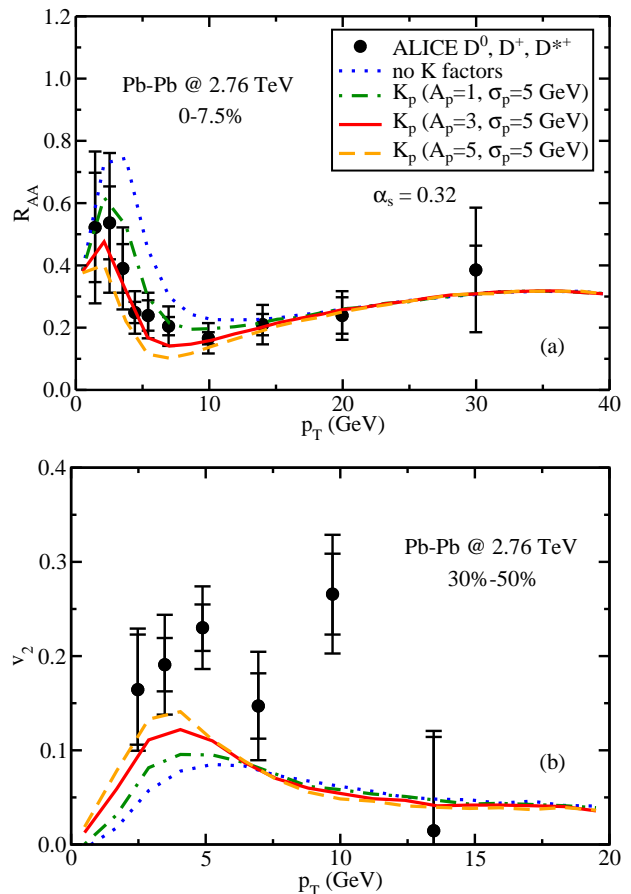 1.2
1.0
0.8
0.6
0.4
0.2
0.0
R_AA
Pb-Pb @ 2.76 TeV
0-7.5%
ALICE D⁰, D⁺, D*⁺
no K factors
K_p (A_p=1, σ_p=5 GeV)
K_p (A_p=3, σ_p=5 GeV)
K_p (A_p=5, σ_p=5 GeV)
α_s = 0.32
(a)
0 10 20 30 40
p_T (GeV)
0.4
0.3
0.2
0.1
0.0
v_2
Pb-Pb @ 2.76 TeV
30%-50%
(b)
0 5 10 15 20
p_T (GeV)